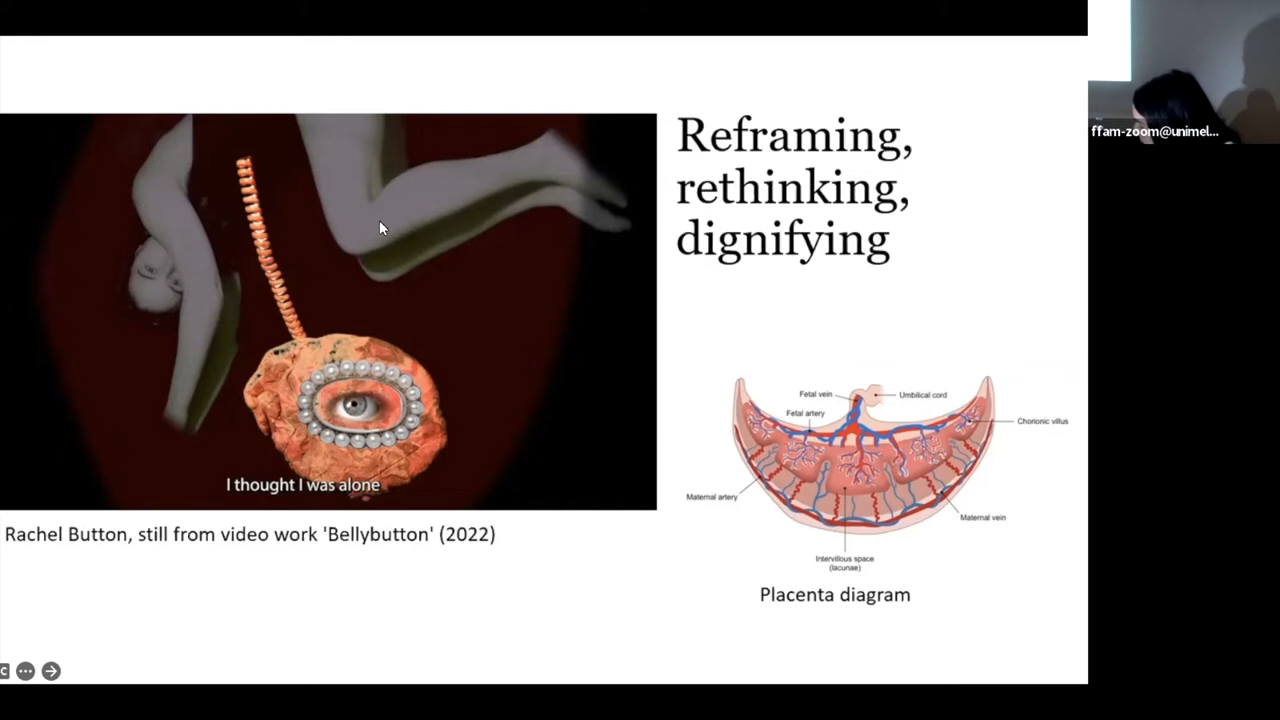 ffam-zoom@unimel...
Reframing,
rethinking,
dignifying
I thought I was alone
Rachel Button, still from video work 'Bellybutton' (2022)
Fetal vein
Umbilical cord
Fetal artery
Chorionic villus
Maternal artery
Maternal vein
Intervillous space
(lacunae)
Placenta diagram